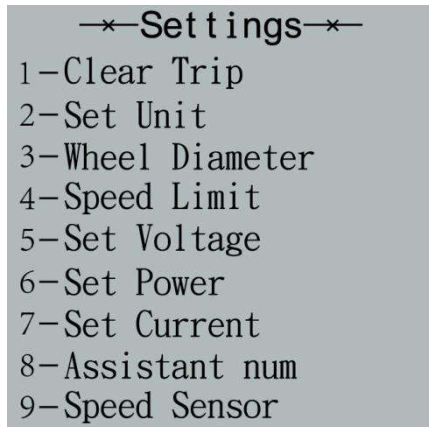 Settings
1-Clear Trip
2-Set Unit
3-Wheel Diameter
4-Speed Limit
5-Set Voltage
6-Set Power
7-Set Current
8-Assistant num
9-Speed Sensor